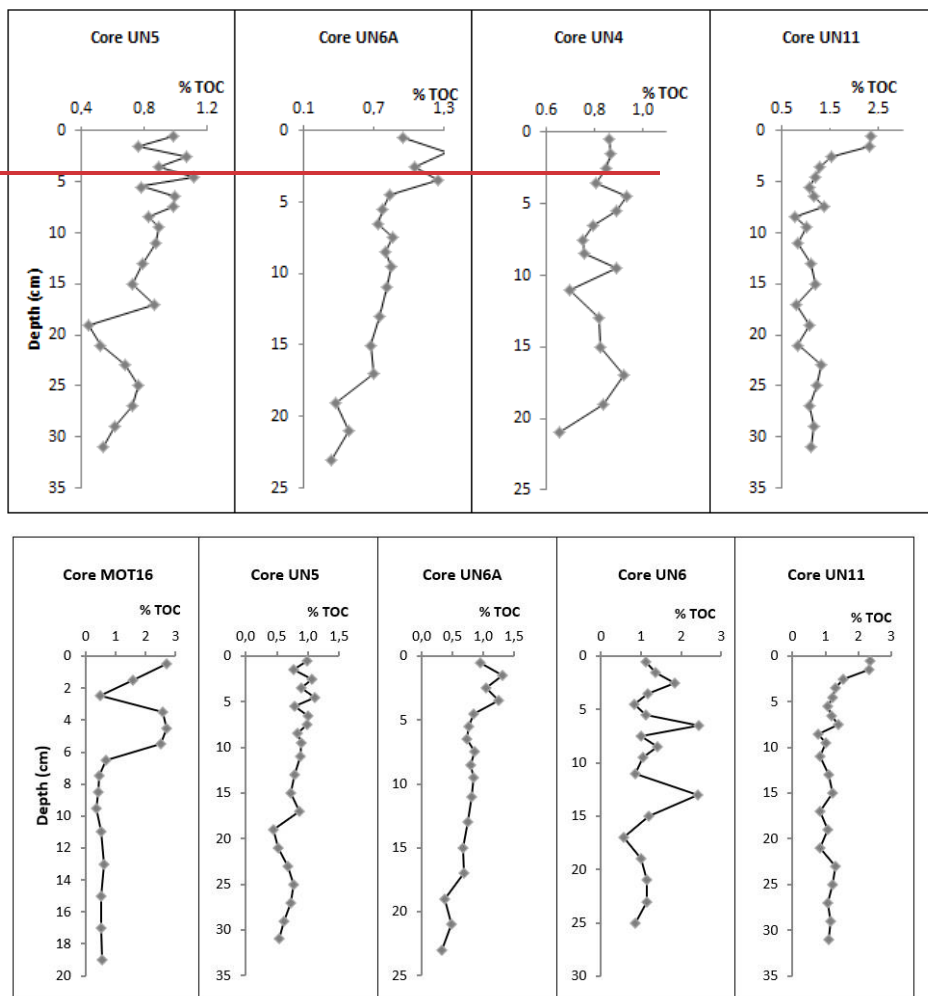 Core UN5
% TOC
0,4 0,8 1.2
0
5
10
15
20
25
30
35
Depth (cm)
Core UN6A
% TOC
0.1 0,7 1,3
0
5
10
15
20
25
Core UN4
% TOC
0.6 0,8 1,0
0
5
10
15
20
25
Core UN11
% TOC
0.5 1.5 2.5
0
5
10
15
20
25
30
35
Core MOT16
% TOC
0 1 2 3
0
2
4
6
8
10
12
14
16
18
20
Depth (cm)
Core UN5
% TOC
0,0 0,5 1,0 1,5
0
5
10
15
20
25
30
35
Core UN6A
% TOC
0,0 0,5 1,0 1,5
0
5
10
15
20
25
Core UN6
% TOC
0 1 2 3
0
5
10
15
20
25
30
Core UN11
% TOC
0 1 2 3
0
5
10
15
20
25
30
35